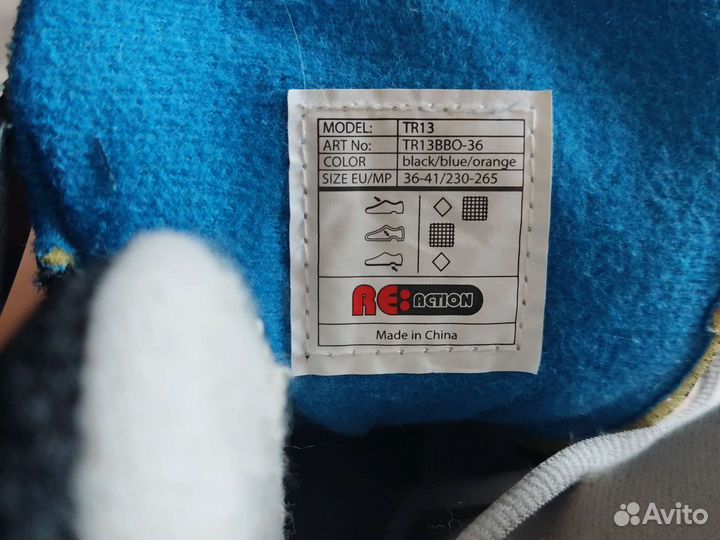 MODEL: TR13
ART No: TR13BBO-36
COLOR black/blue/orange
SIZE EU/MP 36-41/230-265
RE:ACTION
Made in China
Avito